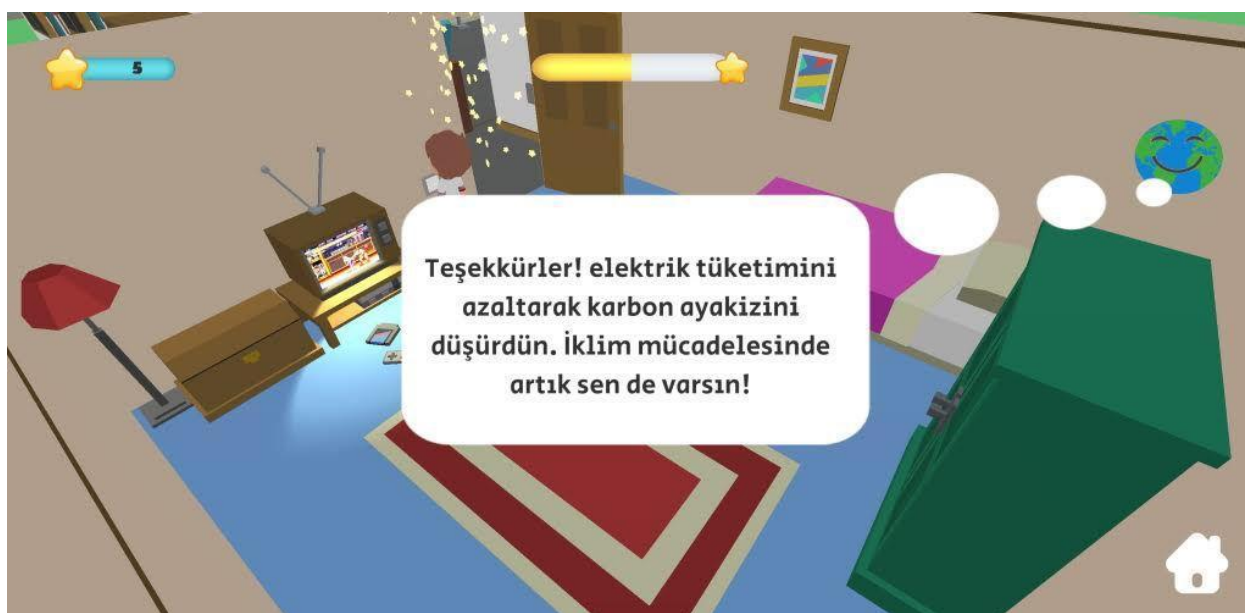 5
Teşekkürler! elektrik tüketimini
azaltarak karbon ayakizini
düşürdün. İklim mücadelesinde
artık sen de varsın!